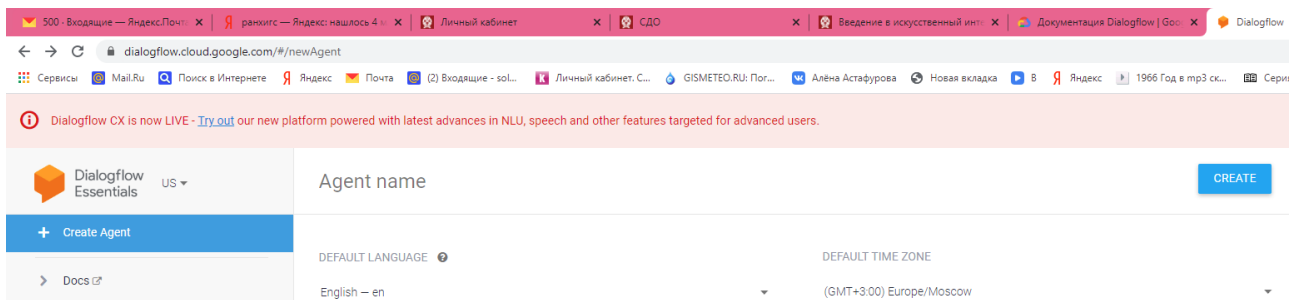 500 - Входящие — Яндекс.Почт
ранхигс — Яндекс: нашлось 4 м
Личный кабинет
СДО
Введение в искусственный инте
Документация Dialogflow | Goo
Dialogflow
dialogflow.cloud.google.com/#/newAgent
Сервисы Mail.Ru Поиск в Интернете Яндекс Почта (2) Входящие - sol... Личный кабинет. С... GISMETEO.RU: Пог... Алёна Астафурова Новая вкладка В Яндекс 1966 Год в mp3 ск... Сери
Dialogflow CX is now LIVE - Try out our new platform powered with latest advances in NLU, speech and other features targeted for advanced users.
Dialogflow
Essentials
US
Agent name
CREATE
Create Agent
DEFAULT LANGUAGE
DEFAULT TIME ZONE
Docs
English — en
(GMT+3:00) Europe/Moscow